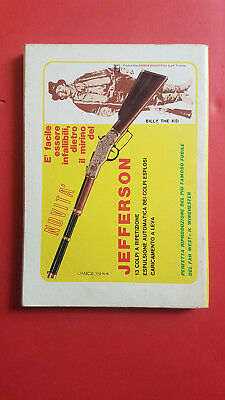 BILLY THE KID
E' facile
essere
infallibili,
dietro
il mirino
del
JEFFERSON
NOVITA'
13 COLPI A RIPETIZIONE
ESPULSIONE AUTOMATICA DEI COLPI ESPLOSI
CARICAMENTO A LEVA
PERFETTA RIPRODUZIONE DEL PIÙ FAMOSO FUCILE
DEL FAR WEST: IL WINCHESTER